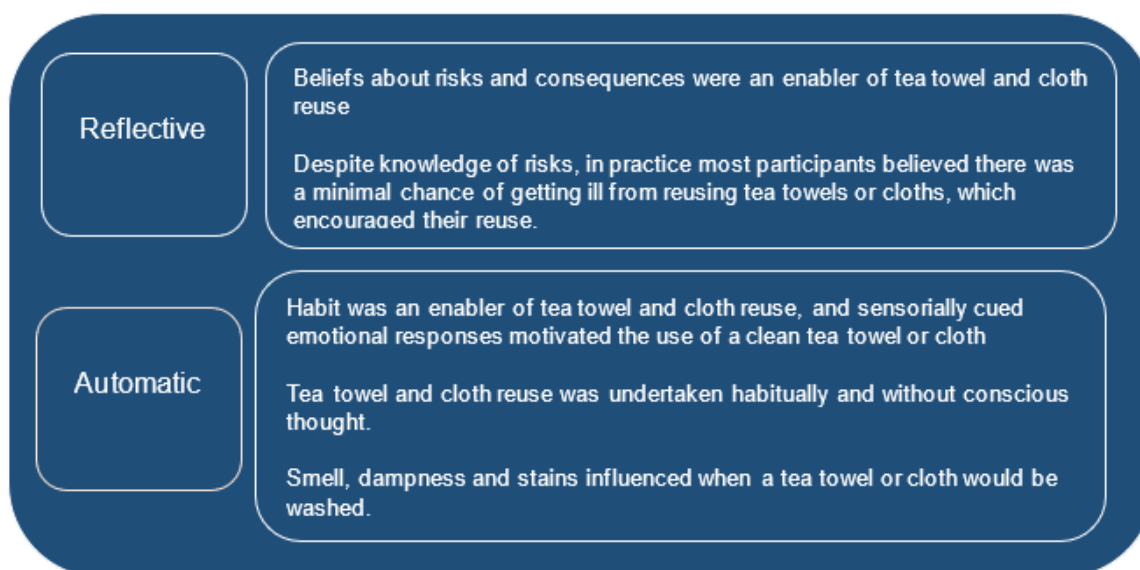 Reflective
Beliefs about risks and consequences were an enabler of tea towel and cloth
reuse
Despite knowledge of risks, in practice most participants believed there was
a minimal chance of getting ill from reusing tea towels or cloths, which
encouraged their reuse.
Automatic
Habit was an enabler of tea towel and cloth reuse, and sensorially cued
emotional responses motivated the use of a clean tea towel or cloth
Tea towel and cloth reuse was undertaken habitually and without conscious
thought.
Smell, dampness and stains influenced when a tea towel or cloth would be
washed.